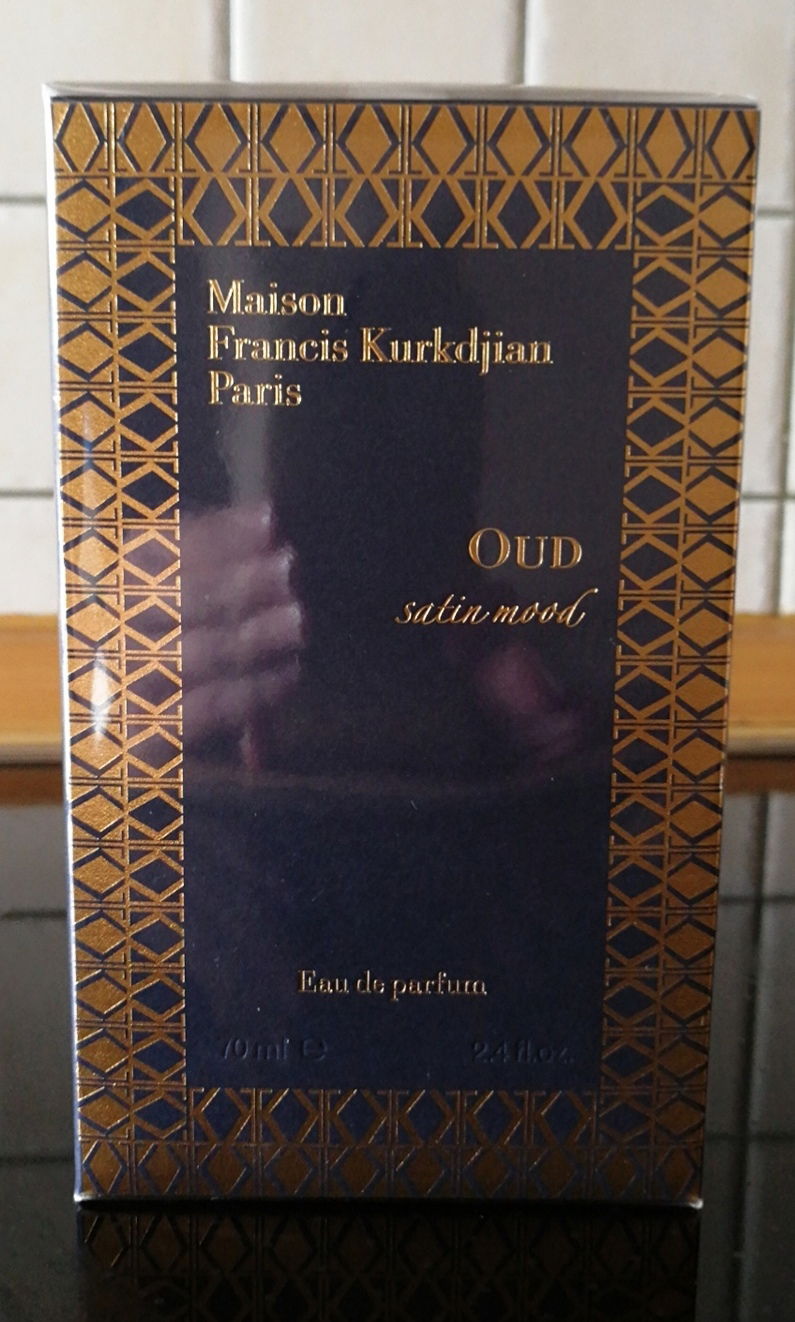 Maison
Francis Kurkdjian
Paris
OUD
satin mood
Eau de parfum
70 ml ℮ 2.4 fl.oz.